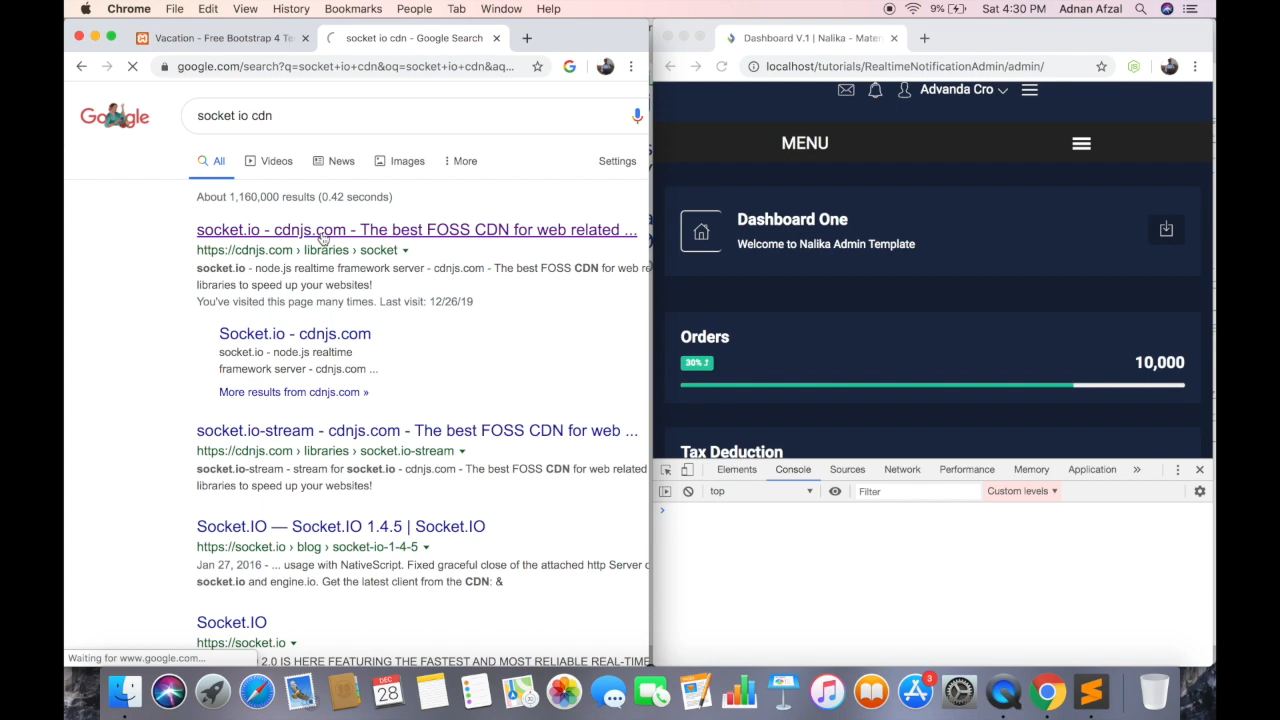 Chrome File Edit View History Bookmarks People Tab Window Help 9% Sat 4:30 PM Adnan Afzal
Vacation - Free Bootstrap 4 Te
socket io cdn - Google Search
google.com/search?q=socket+io+cdn&oq=socket+io+cdn&aq...
Google
socket io cdn
All Videos News Images More Settings
About 1,160,000 results (0.42 seconds)
socket.io - cdnjs.com - The best FOSS CDN for web related ...
https://cdnjs.com › libraries › socket
socket.io - node.js realtime framework server - cdnjs.com - The best FOSS CDN for web re
libraries to speed up your websites!
You've visited this page many times. Last visit: 12/26/19
Socket.io - cdnjs.com
socket.io - node.js realtime
framework server - cdnjs.com ...
More results from cdnjs.com »
socket.io-stream - cdnjs.com - The best FOSS CDN for web ...
https://cdnjs.com › libraries › socket.io-stream
socket.io-stream - stream for socket.io - cdnjs.com - The best FOSS CDN for web related
libraries to speed up your websites!
Socket.IO — Socket.IO 1.4.5 | Socket.IO
https://socket.io › blog › socket-io-1-4-5
Jan 27, 2016 - ... usage with NativeScript. Fixed graceful close of the attached http Server c
socket.io and engine.io. Get the latest client from the CDN: &
Socket.IO
https://socket.io
2.0 IS HERE FEATURING THE FASTEST AND MOST RELIABLE REAL-TIME
Waiting for www.google.com...
Dashboard V.1 | Nalika - Mater
localhost/tutorials/RealtimeNotificationAdmin/admin/
Advanda Cro
MENU
Dashboard One
Welcome to Nalika Admin Template
Orders
30%
10,000
Tax Deduction
Elements Console Sources Network Performance Memory Application »
top Filter Custom levels
DEC
28
3